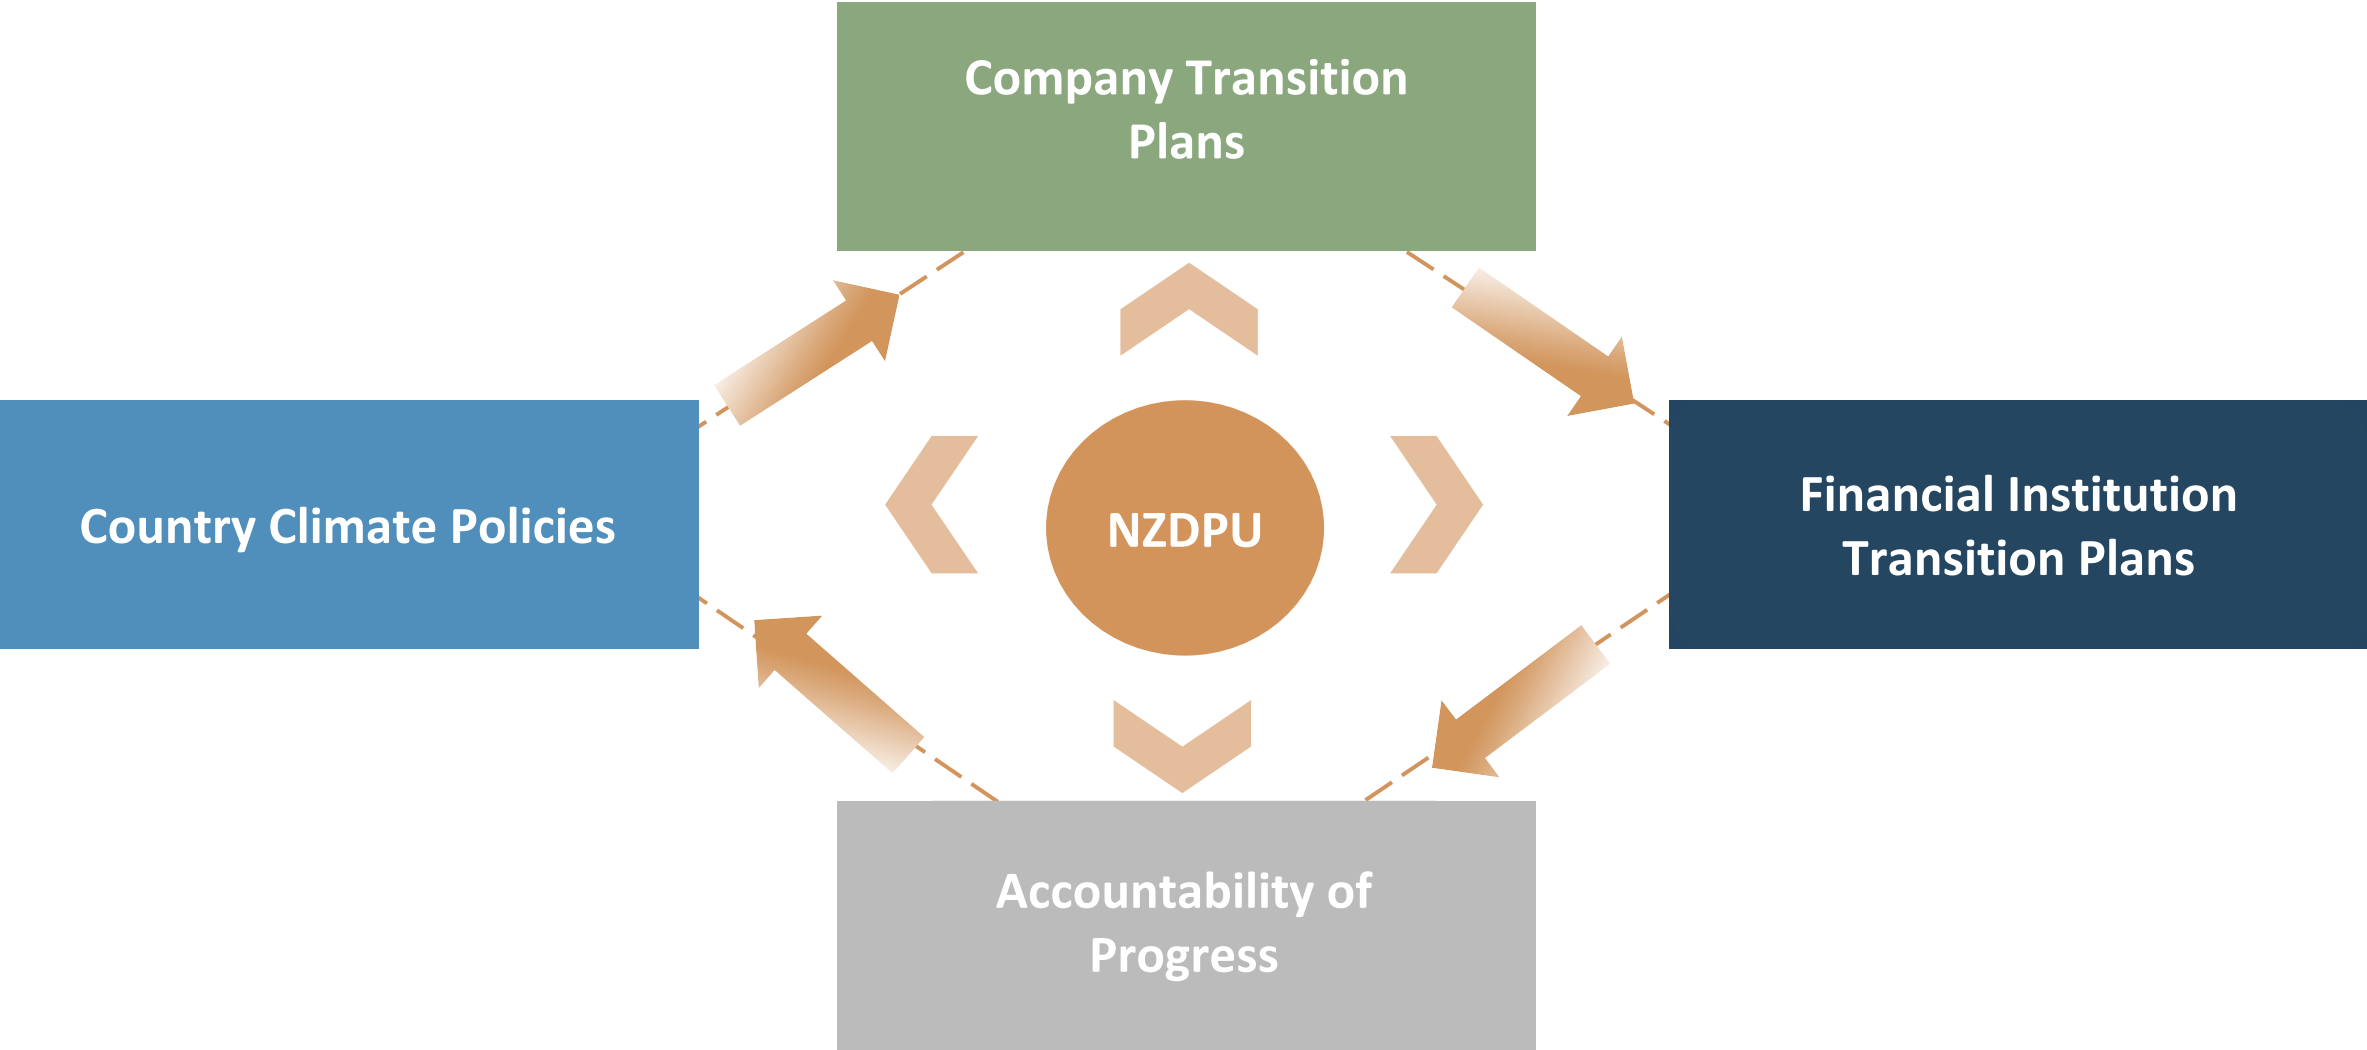 Company Transition
Plans
Country Climate Policies
NZDPU
Financial Institution
Transition Plans
Accountability of
Progress